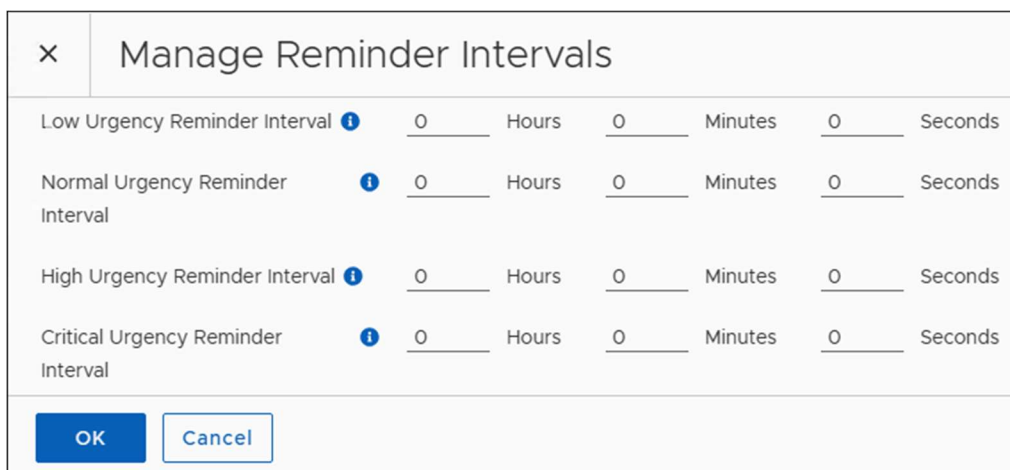 × Manage Reminder Intervals
Low Urgency Reminder Interval i 0 Hours 0 Minutes 0 Seconds
Normal Urgency Reminder i 0 Hours 0 Minutes 0 Seconds
Interval
High Urgency Reminder Interval i 0 Hours 0 Minutes 0 Seconds
Critical Urgency Reminder i 0 Hours 0 Minutes 0 Seconds
Interval
OK Cancel